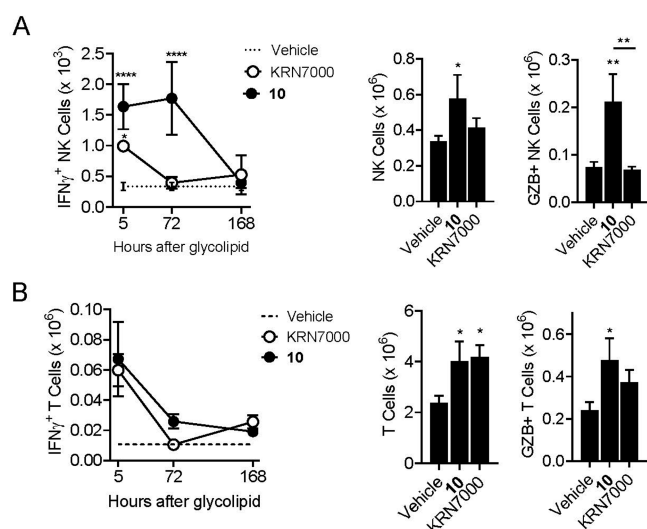 A
IFNγ⁺ NK Cells (x 10³)
2.5
2.0
1.5
1.0
0.5
0.0
****
****
*
5
72
168
Hours after glycolipid
Vehicle
KRN7000
10
NK Cells (x 10⁶)
0.8
0.6
0.4
0.2
0.0
*
Vehicle
10
KRN7000
GZB+ NK Cells (x 10⁶)
0.3
0.2
0.1
0.0
**
**
Vehicle
10
KRN7000
B
IFNγ⁺ T Cells (x 10⁶)
0.10
0.08
0.06
0.04
0.02
0.00
5
72
168
Hours after glycolipid
Vehicle
KRN7000
10
T Cells (x 10⁶)
6
4
2
0
* *
Vehicle
10
KRN7000
GZB+ T Cells (x 10⁶)
0.6
0.4
0.2
0.0
*
Vehicle
10
KRN7000